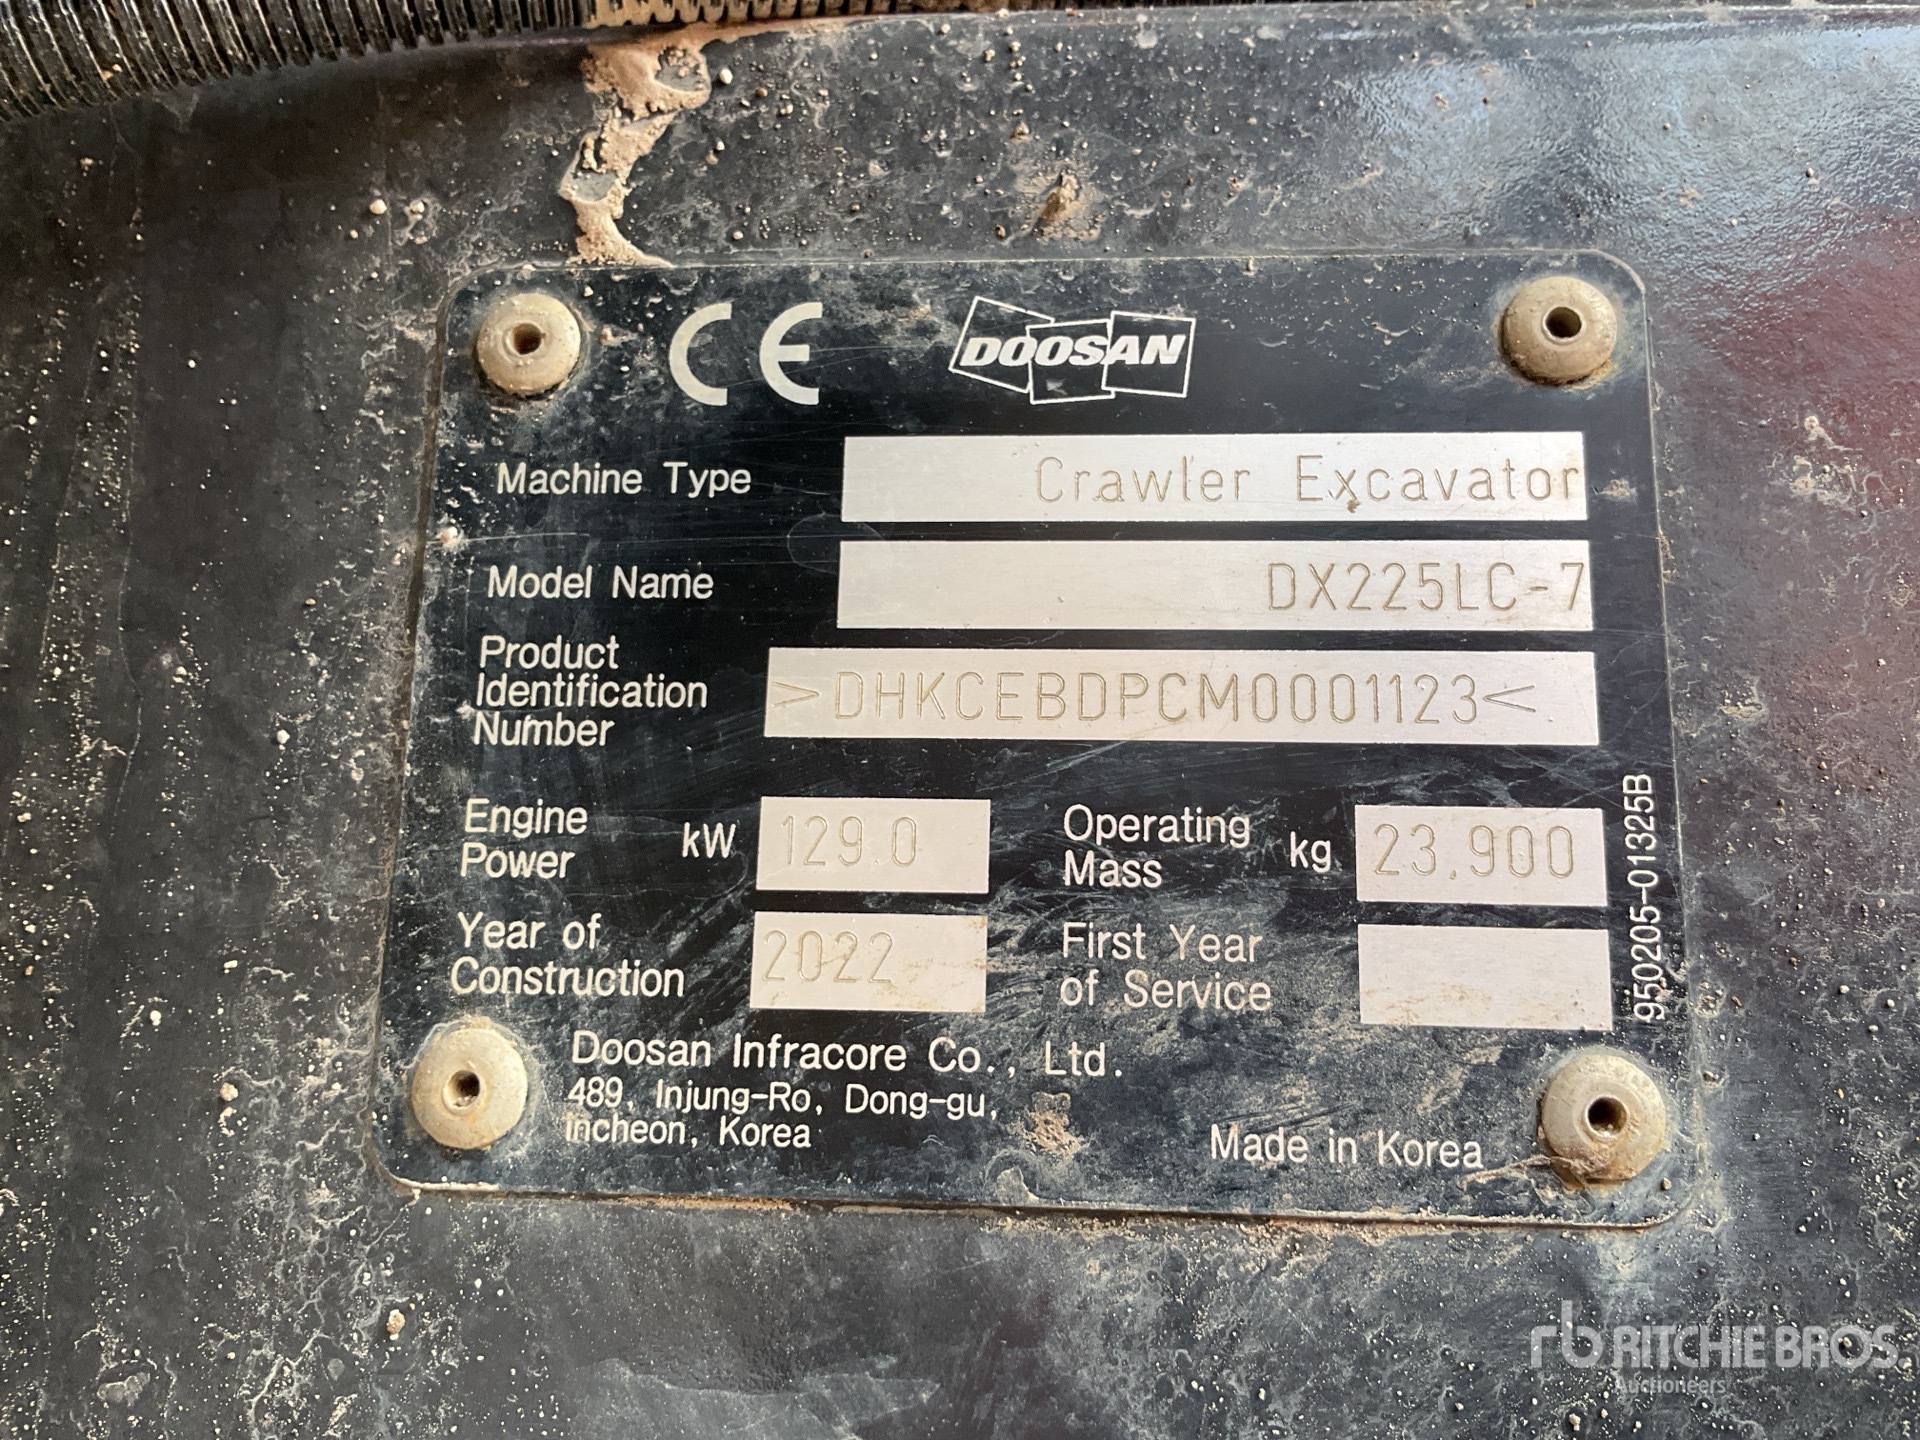 CE DOOSAN
Machine Type Crawler Excavator
Model Name DX225LC-7
Product
Identification
Number >DHKCEBDPCM0001123<
Engine
Power kW 129.0
Operating
Mass kg 23,900
Year of
Construction 2022
First Year
of Service
950205-01325B
Doosan Infracore Co., Ltd.
489, Injung-Ro, Dong-gu,
Incheon, Korea
Made in Korea
rb RITCHIE BROS.
Auctioneers